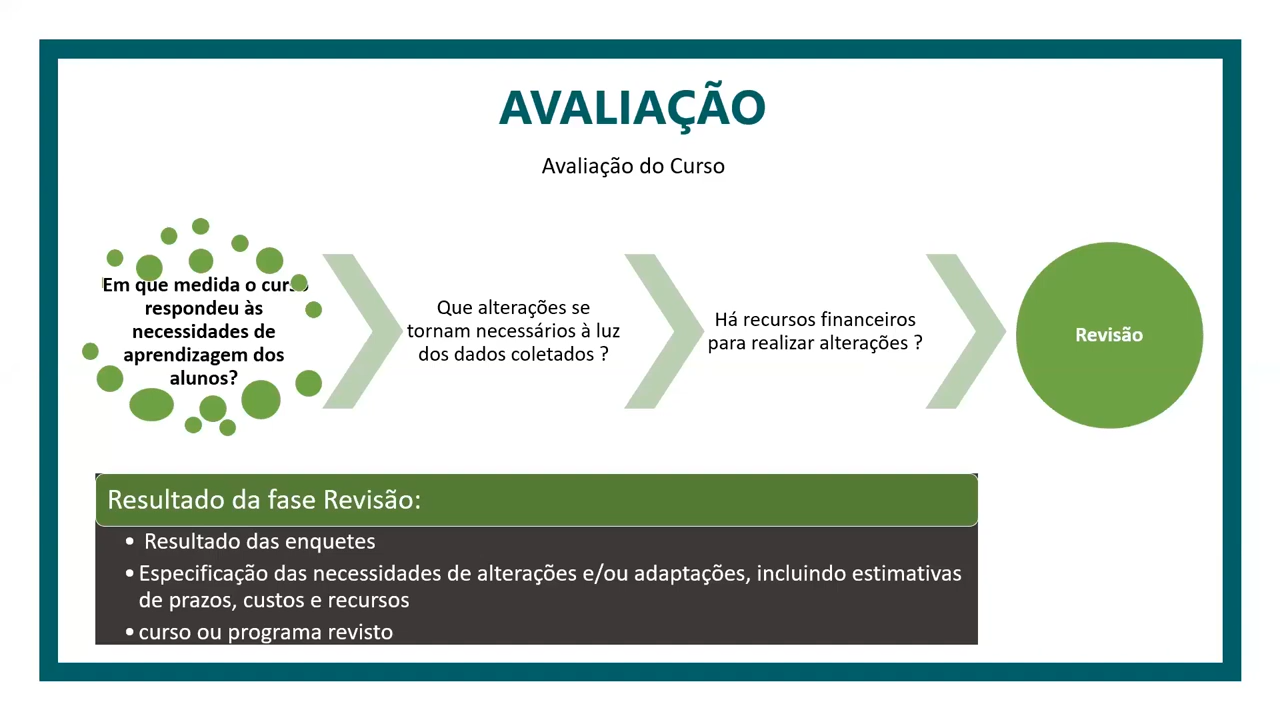 AVALIAÇÃO
Avaliação do Curso
Em que medida o curso
respondeu às
necessidades de
aprendizagem dos
alunos?
Que alterações se
tornam necessários à luz
dos dados coletados ?
Há recursos financeiros
para realizar alterações ?
Revisão
Resultado da fase Revisão:
• Resultado das enquetes
• Especificação das necessidades de alterações e/ou adaptações, incluindo estimativas
de prazos, custos e recursos
• curso ou programa revisto